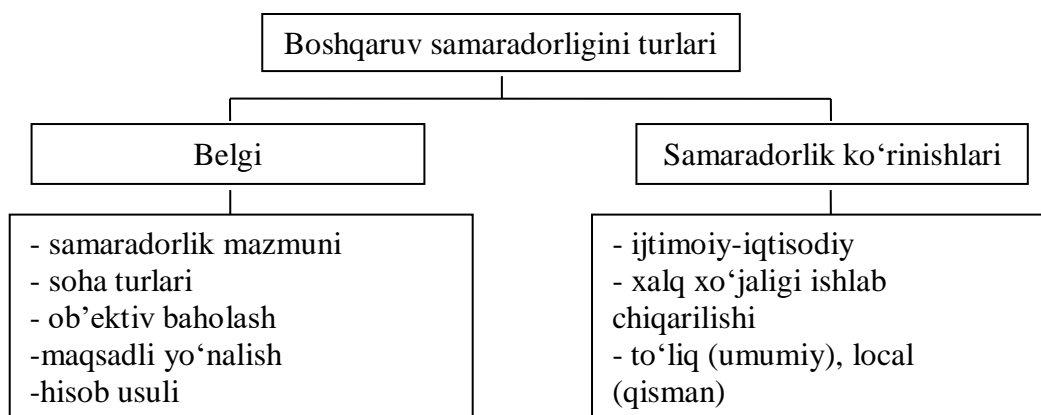 Boshqaruv samaradorligini turlari
Belgi
Samaradorlik ko‘rinishlari
- samaradorlik mazmuni
- soha turlari
- ob’ektiv baholash
-maqsadli yo‘nalish
-hisob usuli
- ijtimoiy-iqtisodiy
- xalq xo‘jaligi ishlab
chiqarilishi
- to‘liq (umumiy), local
(qisman)